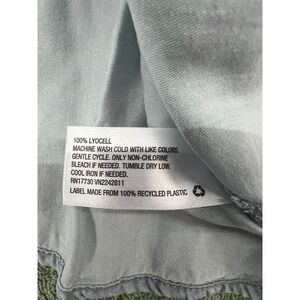 100% LYOCELL
MACHINE WASH COLD WITH LIKE COLORS.
GENTLE CYCLE. ONLY NON-CHLORINE
BLEACH IF NEEDED. TUMBLE DRY LOW.
COOL IRON IF NEEDED.
RN17730 VN2242811
LABEL MADE FROM 100% RECYCLED PLASTIC